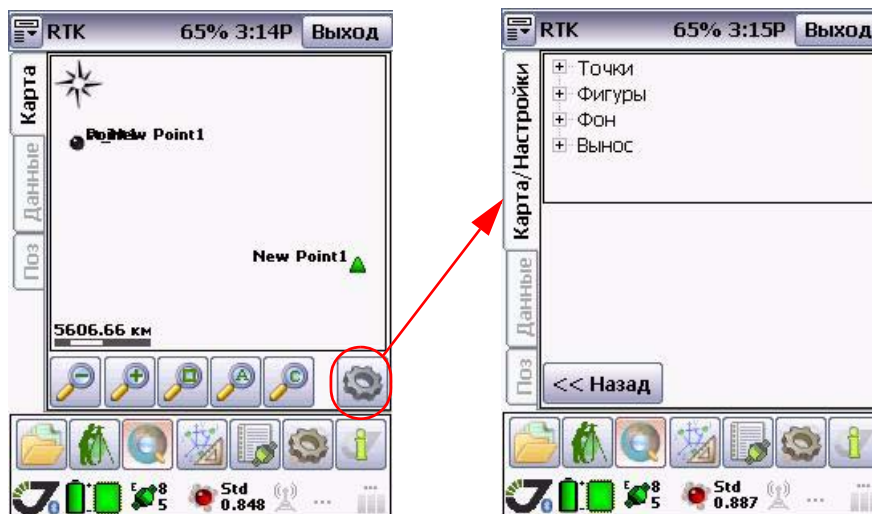 RTK 65% 3:14P Выход
Карта
Данные
Поз
New Point1
New Point1
5606.66 км
A
C
E 8
5
Std
0.848
...
RTK 65% 3:15P Выход
Карта/Настройки
Данные
Поз
Точки
Фигуры
Фон
Вынос
<< Назад
E 8
5
Std
0.887
...